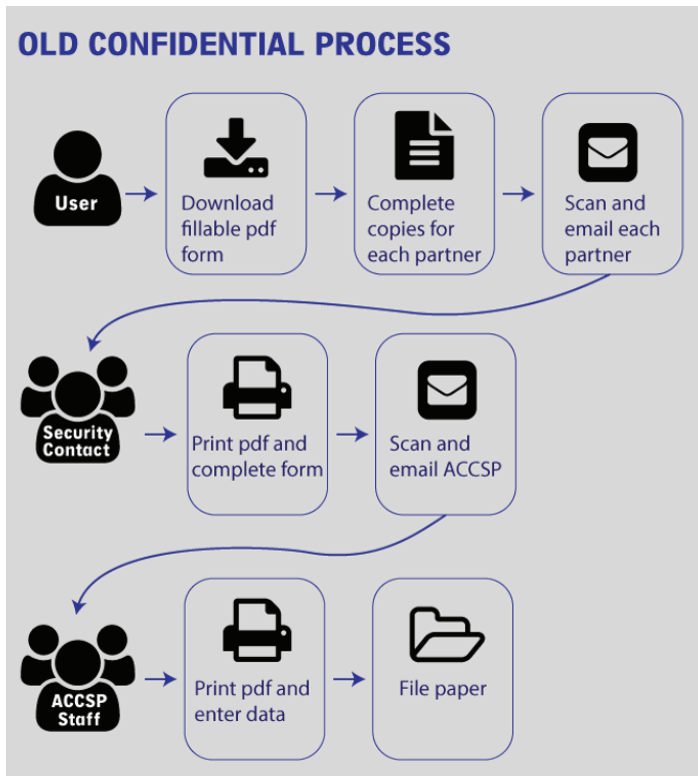 OLD CONFIDENTIAL PROCESS
User
Download
fillable pdf
form
Complete
copies for
each partner
Scan and
email each
partner
Security
Contact
Print pdf and
complete form
Scan and
email ACCSP
ACCSP
Staff
Print pdf and
enter data
File paper